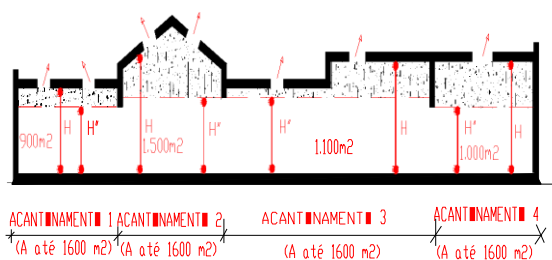 H
H"
900m2
H
1.500m2
H"
H"
1.100m2
H
H"
1.000m2
H
ACANTONAMENTO 1
(A até 1600 m2)
ACANTONAMENTO 2
(A até 1600 m2)
ACANTONAMENTO 3
(A até 1600 m2)
ACANTONAMENTO 4
(A até 1600 m2)